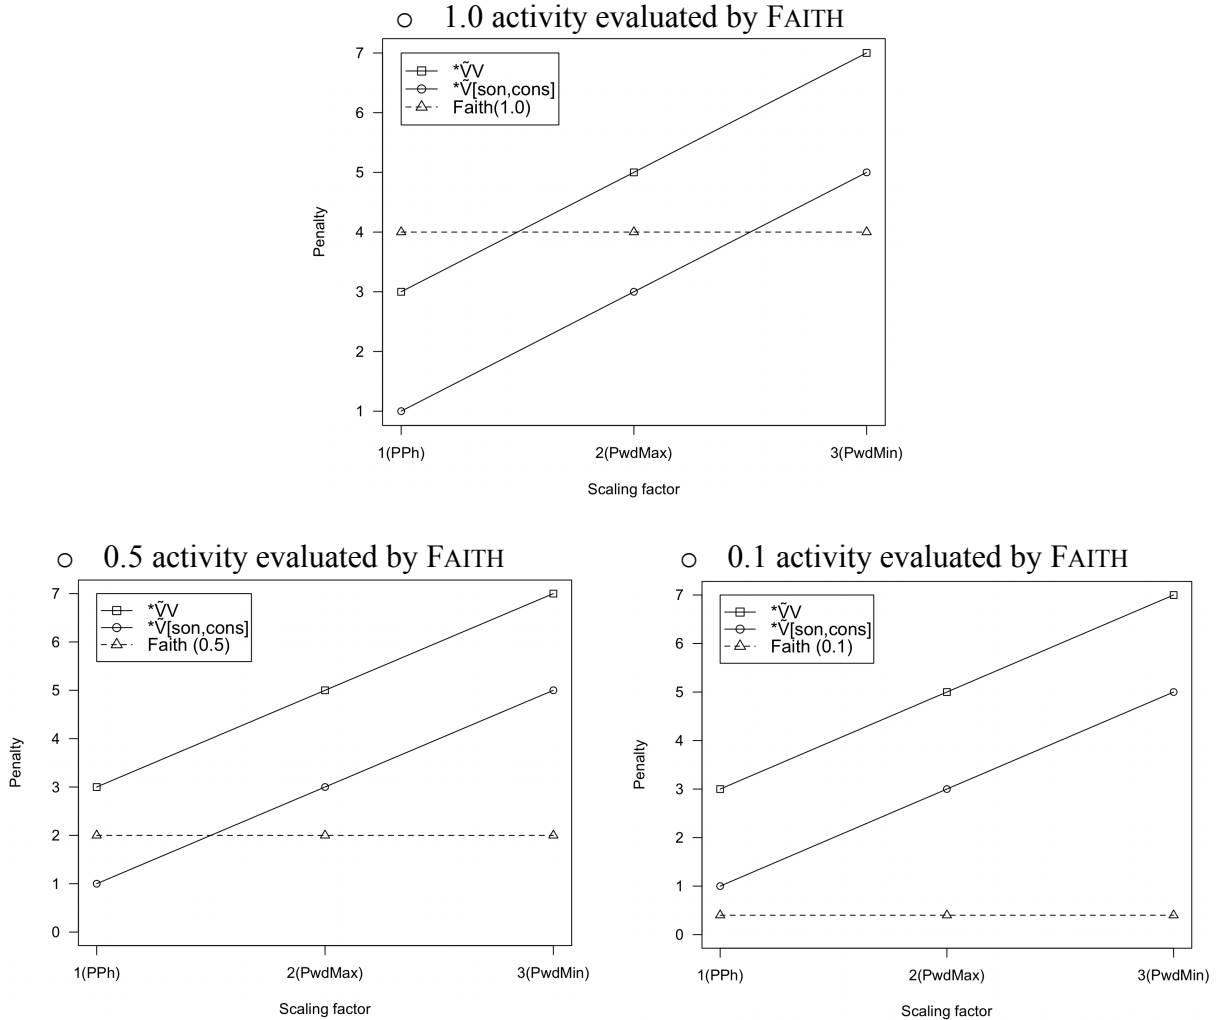 ○ 1.0 activity evaluated by FAITH
*ṼV
*Ṽ[son,cons]
Faith(1.0)
7
6
5
4
3
2
1
Penalty
1(PPh) 2(PwdMax) 3(PwdMin)
Scaling factor
○ 0.5 activity evaluated by FAITH
*ṼV
*Ṽ[son,cons]
Faith (0.5)
7
6
5
4
3
2
1
0
Penalty
1(PPh) 2(PwdMax) 3(PwdMin)
Scaling factor
○ 0.1 activity evaluated by FAITH
*ṼV
*Ṽ[son,cons]
Faith (0.1)
7
6
5
4
3
2
1
0
Penalty
1(PPh) 2(PwdMax) 3(PwdMin)
Scaling factor